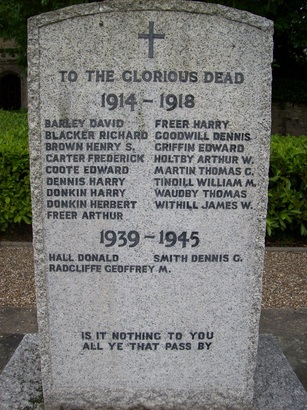 TO THE GLORIOUS DEAD
1914 – 1918
BARLEY DAVID
BLACKER RICHARD
BROWN HENRY S.
CARTER FREDERICK
COOTE EDWARD
DENNIS HARRY
DONKIN HARRY
DONKIN HERBERT
FREER ARTHUR
FREER HARRY
GOODWILL DENNIS
GRIFFIN EDWARD
HOLTBY ARTHUR W.
MARTIN THOMAS C.
TINDILL WILLIAM M.
WAUDBY THOMAS
WITHILL JAMES W.
1939 – 1945
HALL DONALD
RADCLIFFE GEOFFREY M.
SMITH DENNIS G.
IS IT NOTHING TO YOU
ALL YE THAT PASS BY